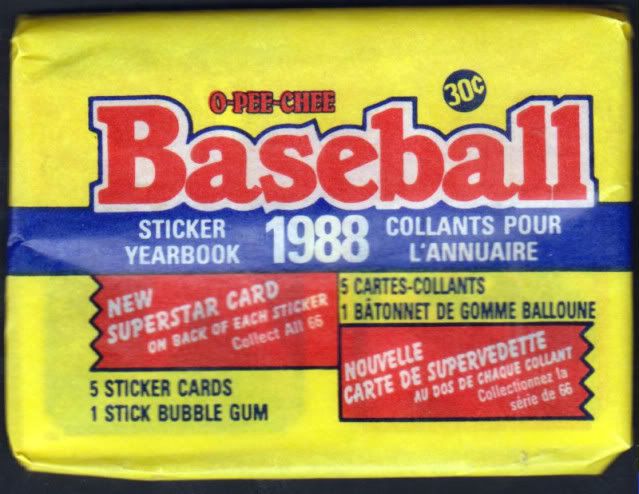 O-PEE-CHEE
30¢
Baseball
STICKER
YEARBOOK
1988
COLLANTS POUR
L'ANNUAIRE
NEW
SUPERSTAR CARD
ON BACK OF EACH STICKER
Collect All 66
5 CARTES-COLLANTS
1 BÂTONNET DE GOMME BALLOUNE
NOUVELLE
CARTE DE SUPERVEDETTE
AU DOS DE CHAQUE COLLANT
Collectionnez la
série de 66
5 STICKER CARDS
1 STICK BUBBLE GUM